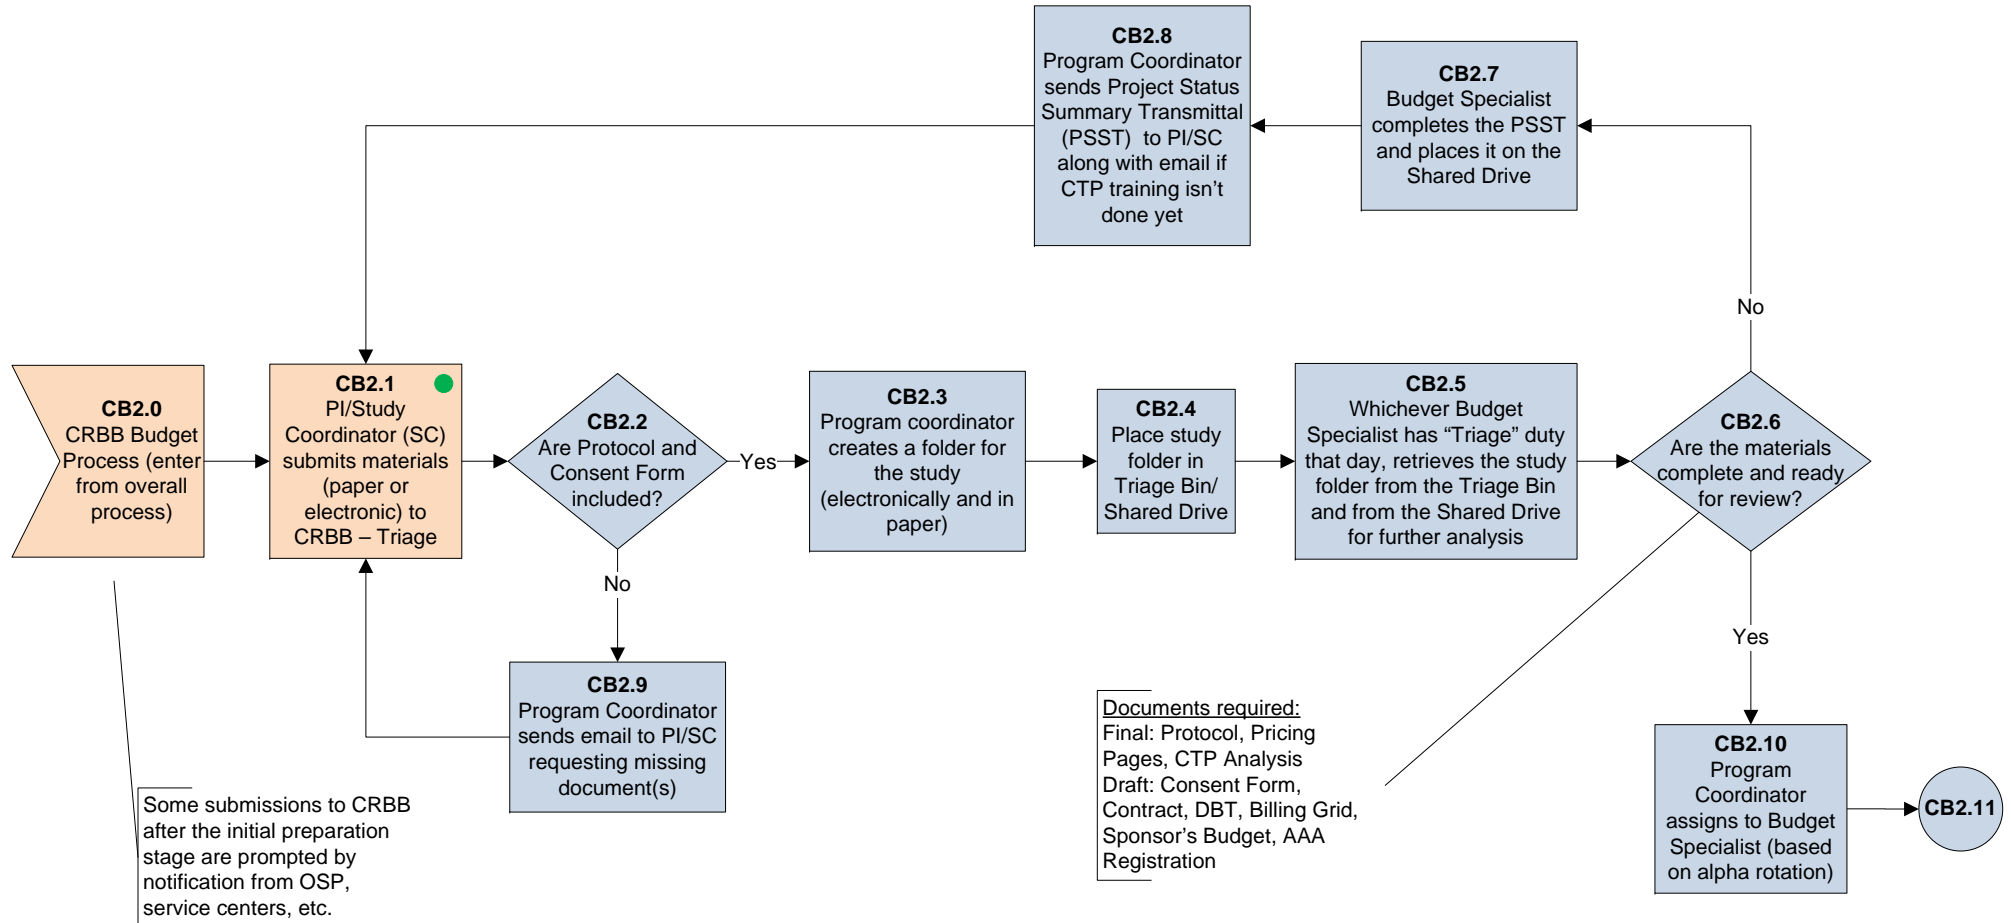 CB2.8
Program Coordinator
sends Project Status
Summary Transmittal
(PSST)  to PI/SC
along with email if
CTP training isn’t
done yet
CB2.7
Budget Specialist
completes the PSST
and places it on the
Shared Drive
No
CB2.0
CRBB Budget
Process (enter
from overall
process)
CB2.1
PI/Study
Coordinator (SC)
submits materials
(paper or
electronic) to
CRBB – Triage
CB2.2
Are Protocol and
Consent Form
included?
Yes
CB2.3
Program coordinator
creates a folder for
the study
(electronically and in
paper)
CB2.4
Place study
folder in
Triage Bin/
Shared Drive
CB2.5
Whichever Budget
Specialist has “Triage” duty
that day, retrieves the study
folder from the Triage Bin
and from the Shared Drive
for further analysis
CB2.6
Are the materials
complete and ready
for review?
No
Yes
CB2.9
Program Coordinator
sends email to PI/SC
requesting missing
document(s)
Documents required:
Final: Protocol, Pricing
Pages, CTP Analysis
Draft: Consent Form,
Contract, DBT, Billing Grid,
Sponsor’s Budget, AAA
Registration
CB2.10
Program
Coordinator
assigns to Budget
Specialist (based
on alpha rotation)
CB2.11
Some submissions to CRBB
after the initial preparation
stage are prompted by
notification from OSP,
service centers, etc.